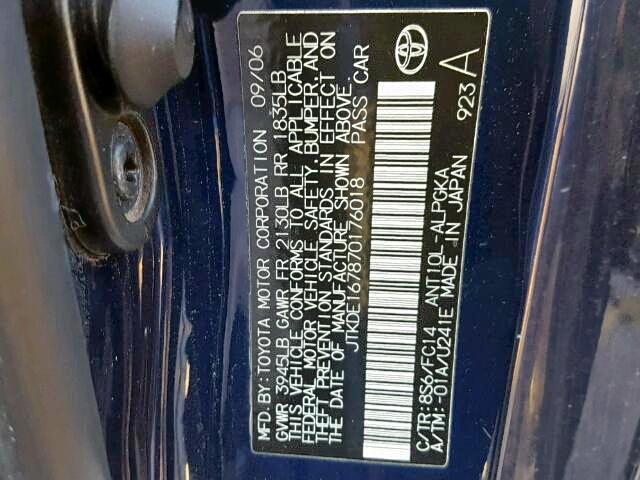 MFD.BY: TOYOTA MOTOR CORPORATION 09/06
GVWR 3945LB GAWR FR 2130LB RR 1835LB
THIS VEHICLE CONFORMS TO ALL APPLICABLE
FEDERAL MOTOR VEHICLE SAFETY, BUMPER, AND
THEFT PREVENTION STANDARDS IN EFFECT ON
THE DATE OF MANUFACTURE SHOWN ABOVE.
JTKDE167870176018 PASS CAR
C/TR:8S6/FC14 ANT10L-ALPGKA
A/TM:-01A/U241E MADE IN JAPAN
923 A